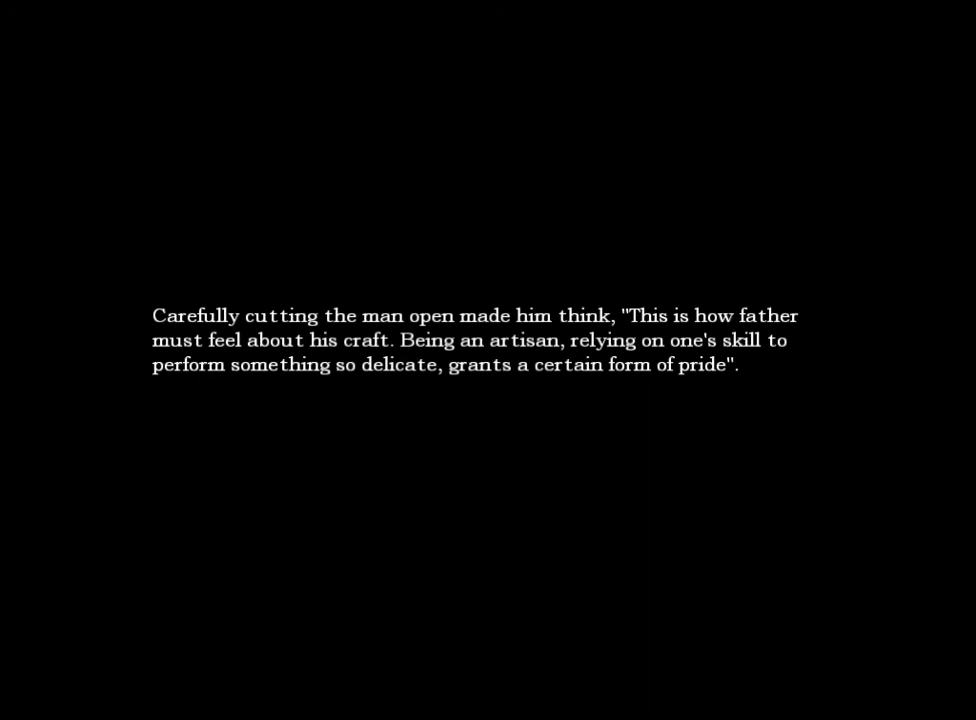 Carefully cutting the man open made him think, "This is how father
must feel about his craft. Being an artisan, relying on one's skill to
perform something so delicate, grants a certain form of pride".